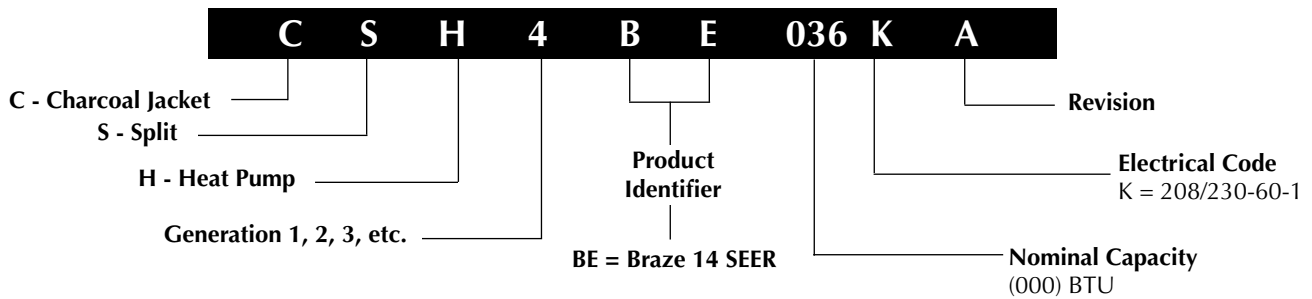 C S H 4 B E 036 K A
C - Charcoal Jacket
S - Split
H - Heat Pump
Generation 1, 2, 3, etc.
Product
Identifier
BE = Braze 14 SEER
Revision
Electrical Code
K = 208/230-60-1
Nominal Capacity
(000) BTU